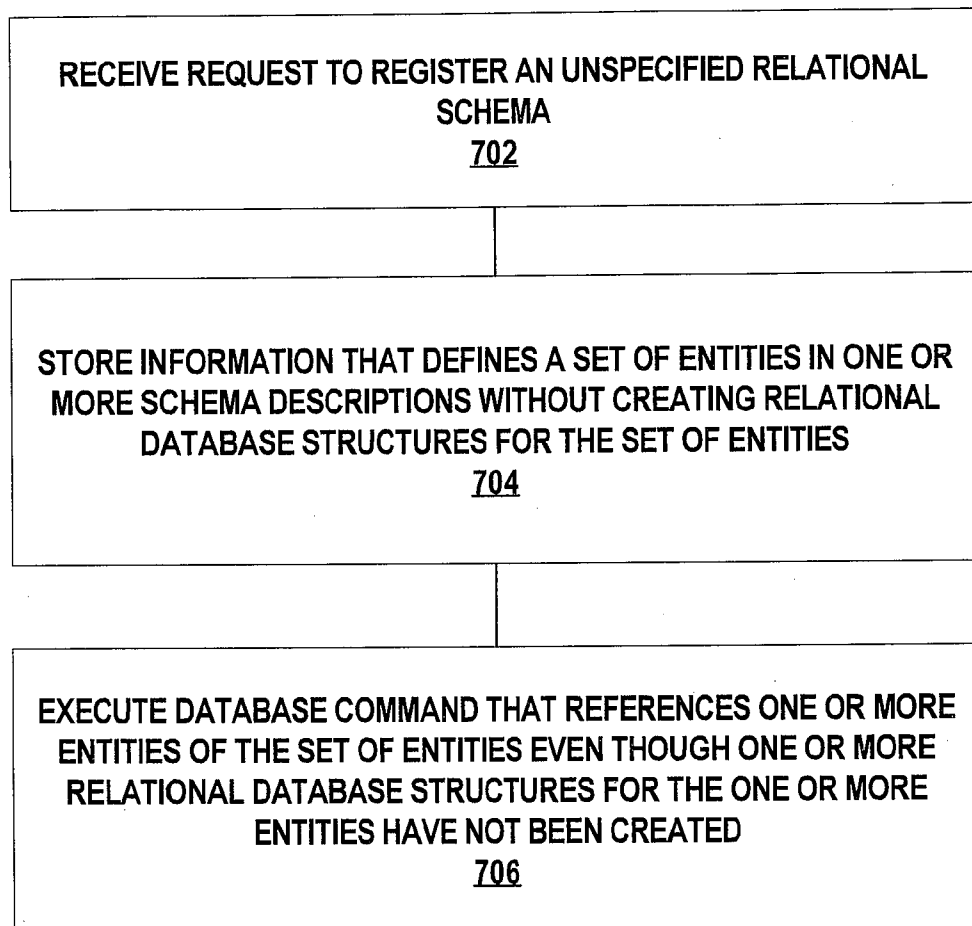 RECEIVE REQUEST TO REGISTER AN UNSPECIFIED RELATIONAL
SCHEMA
702
STORE INFORMATION THAT DEFINES A SET OF ENTITIES IN ONE OR
MORE SCHEMA DESCRIPTIONS WITHOUT CREATING RELATIONAL
DATABASE STRUCTURES FOR THE SET OF ENTITIES
704
EXECUTE DATABASE COMMAND THAT REFERENCES ONE OR MORE
ENTITIES OF THE SET OF ENTITIES EVEN THOUGH ONE OR MORE
RELATIONAL DATABASE STRUCTURES FOR THE ONE OR MORE
ENTITIES HAVE NOT BEEN CREATED
706